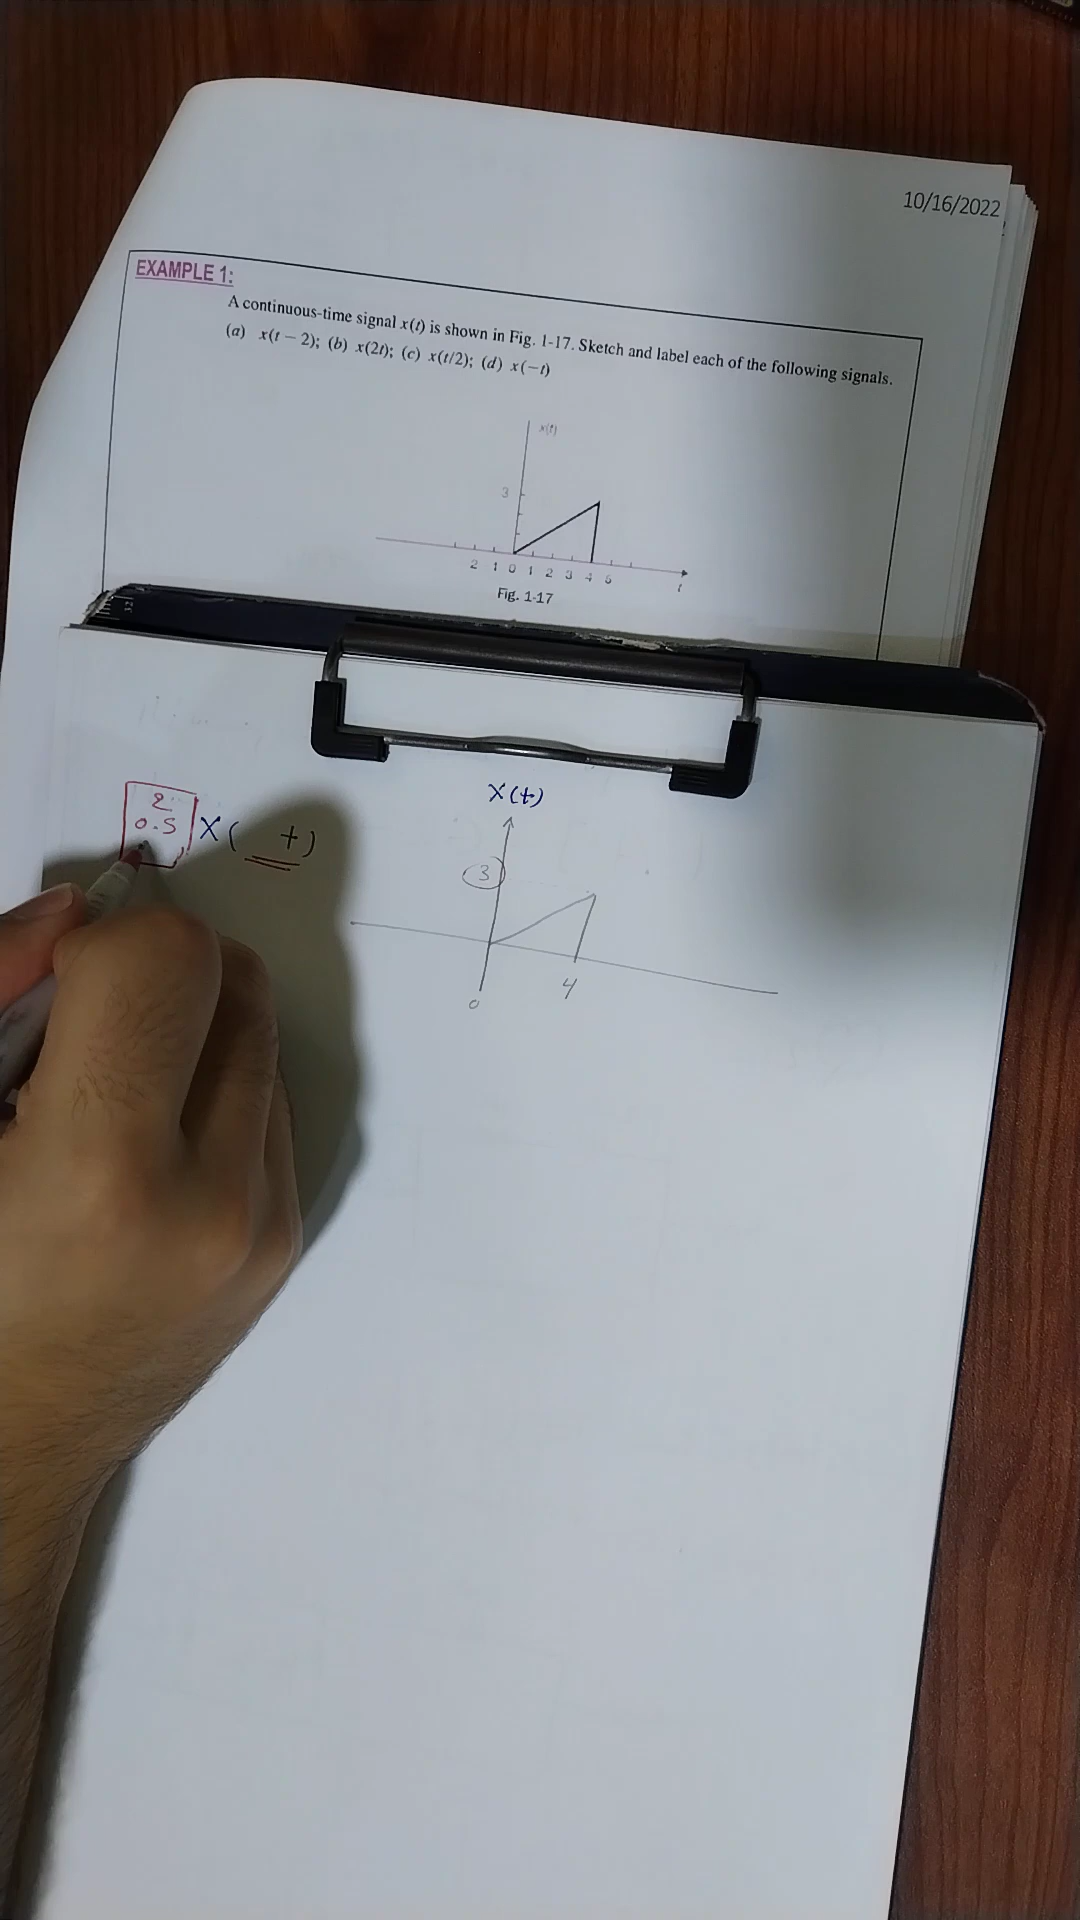 10/16/2022
EXAMPLE 1:
A continuous-time signal x(t) is shown in Fig. 1-17. Sketch and label each of the following signals.
(a) x(t − 2); (b) x(2t); (c) x(t/2); (d) x(−t)
x(t)
3
2 1 0 1 2 3 4 5
t
Fig. 1-17
32
2
0.5 X( t)
X(t)
3
4
0